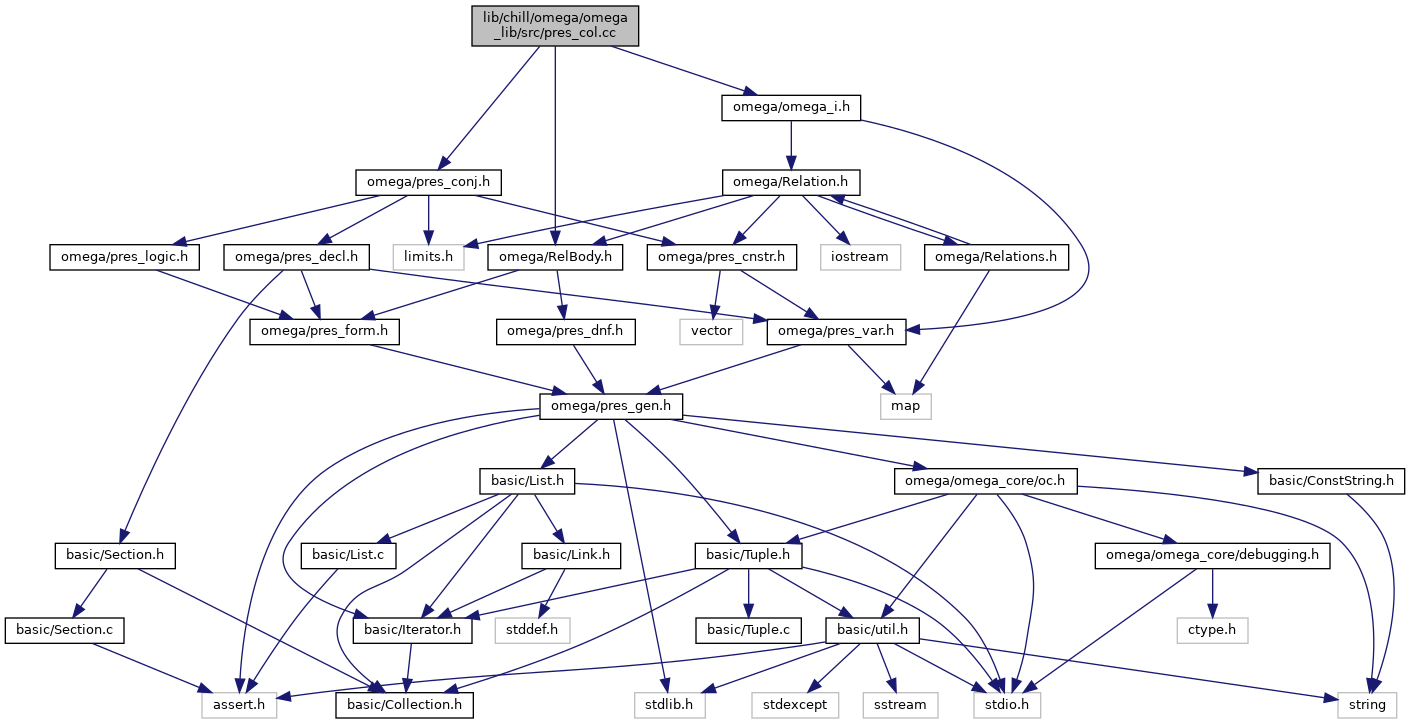 lib/chill/omega/omega
_lib/src/pres_col.cc
omega/omega_i.h
omega/pres_conj.h
omega/Relation.h
omega/pres_logic.h
omega/pres_decl.h
limits.h
omega/RelBody.h
omega/pres_cnstr.h
iostream
omega/Relations.h
omega/pres_form.h
omega/pres_dnf.h
vector
omega/pres_var.h
omega/pres_gen.h
map
basic/List.h
omega/omega_core/oc.h
basic/ConstString.h
basic/Section.h
basic/List.c
basic/Link.h
basic/Tuple.h
omega/omega_core/debugging.h
basic/Section.c
basic/Iterator.h
stddef.h
basic/Tuple.c
basic/util.h
ctype.h
assert.h
basic/Collection.h
stdlib.h
stdexcept
sstream
stdio.h
string